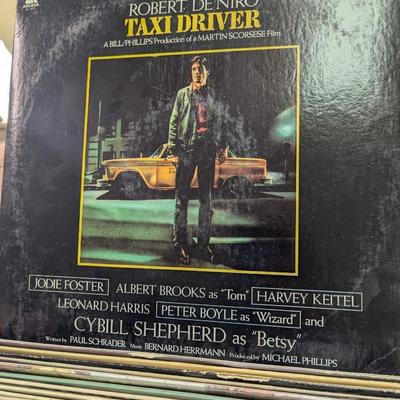 ARISTA
ROBERT DE NIRO
TAXI DRIVER
A BILL/PHILLIPS Production of a MARTIN SCORSESE Film
JODIE FOSTER ALBERT BROOKS as "Tom" HARVEY KEITEL
LEONARD HARRIS PETER BOYLE as "Wizard" and
CYBILL SHEPHERD as "Betsy"
Written by PAUL SCHRADER Music BERNARD HERRMANN Produced by MICHAEL PHILLIPS